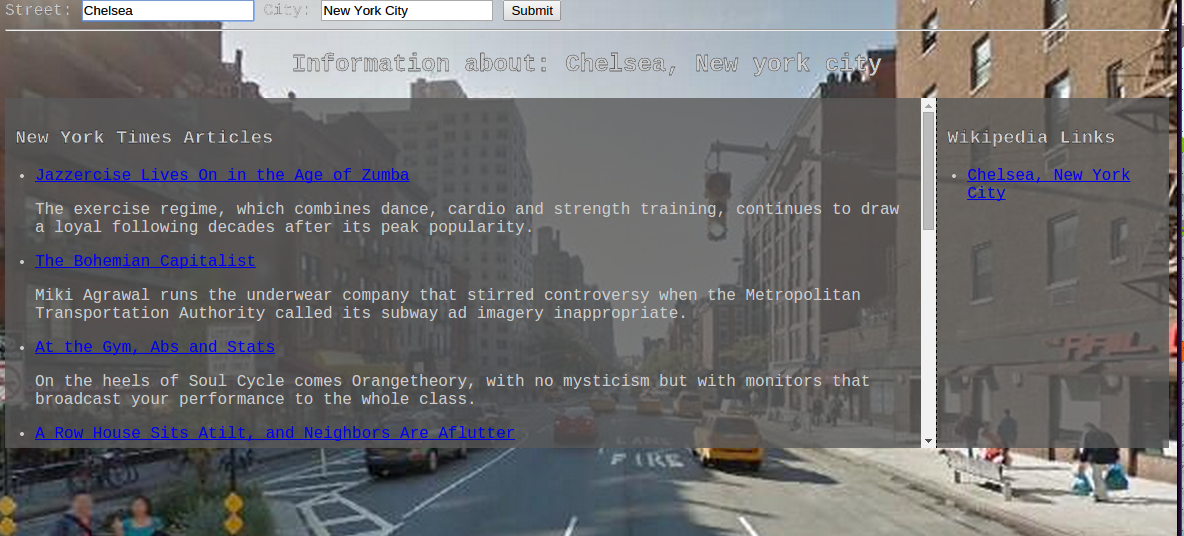 Street: Chelsea City: New York City Submit
Information about: Chelsea, New york city
New York Times Articles
Jazzercise Lives On in the Age of Zumba
The exercise regime, which combines dance, cardio and strength training, continues to draw
a loyal following decades after its peak popularity.
The Bohemian Capitalist
Miki Agrawal runs the underwear company that stirred controversy when the Metropolitan
Transportation Authority called its subway ad imagery inappropriate.
At the Gym, Abs and Stats
On the heels of Soul Cycle comes Orangetheory, with no mysticism but with monitors that
broadcast your performance to the whole class.
A Row House Sits Atilt, and Neighbors Are Aflutter
Wikipedia Links
Chelsea, New York
City
LANE
FIRE